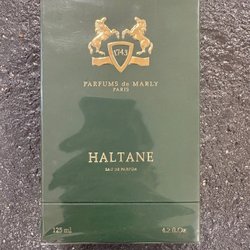 1743
PARFUMS de MARLY
PARIS
HALTANE
EAU DE PARFUM
125 ml 4.2 fl.oz